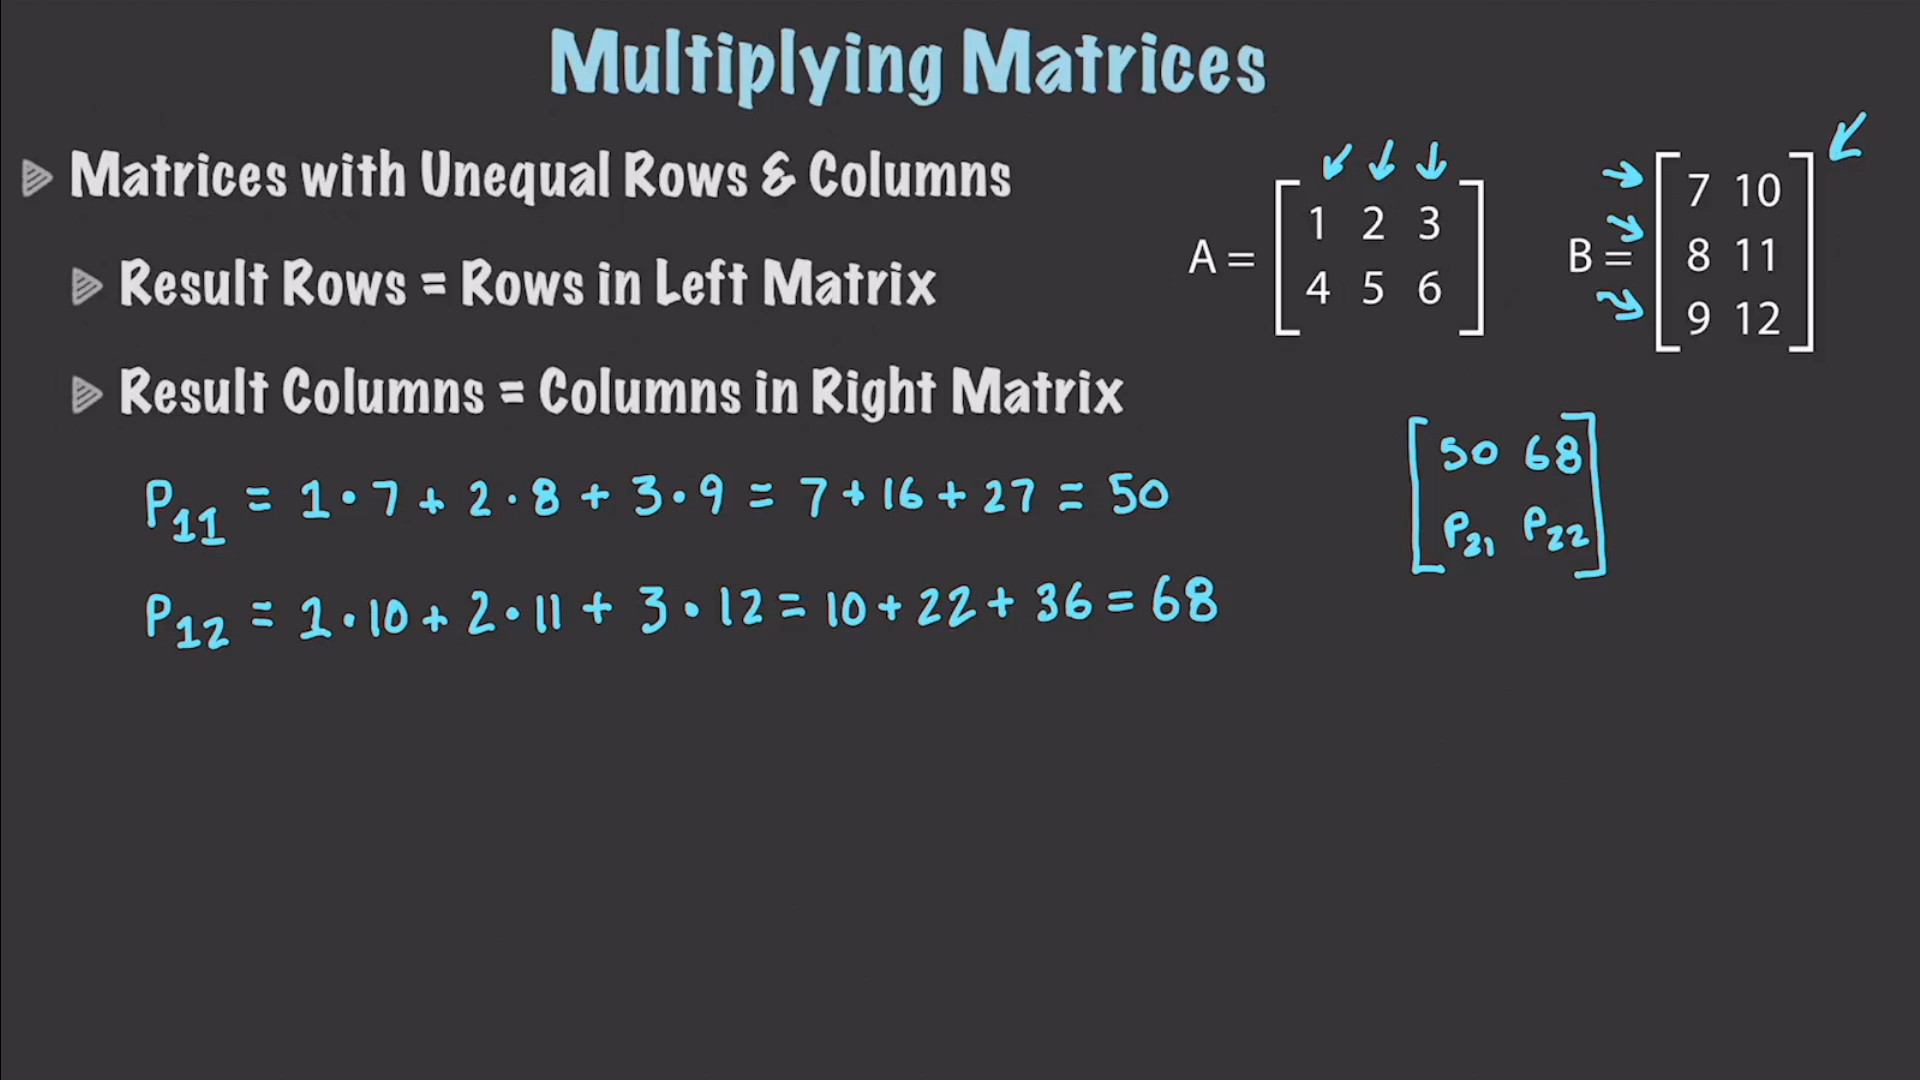 Multiplying Matrices
Matrices with Unequal Rows & Columns
Result Rows = Rows in Left Matrix
Result Columns = Columns in Right Matrix
A =
1 2 3
4 5 6
B =
7 10
8 11
9 12
P11 = 1·7 + 2·8 + 3·9 = 7 + 16 + 27 = 50
P12 = 1·10 + 2·11 + 3·12 = 10 + 22 + 36 = 68
50 68
P21 P22